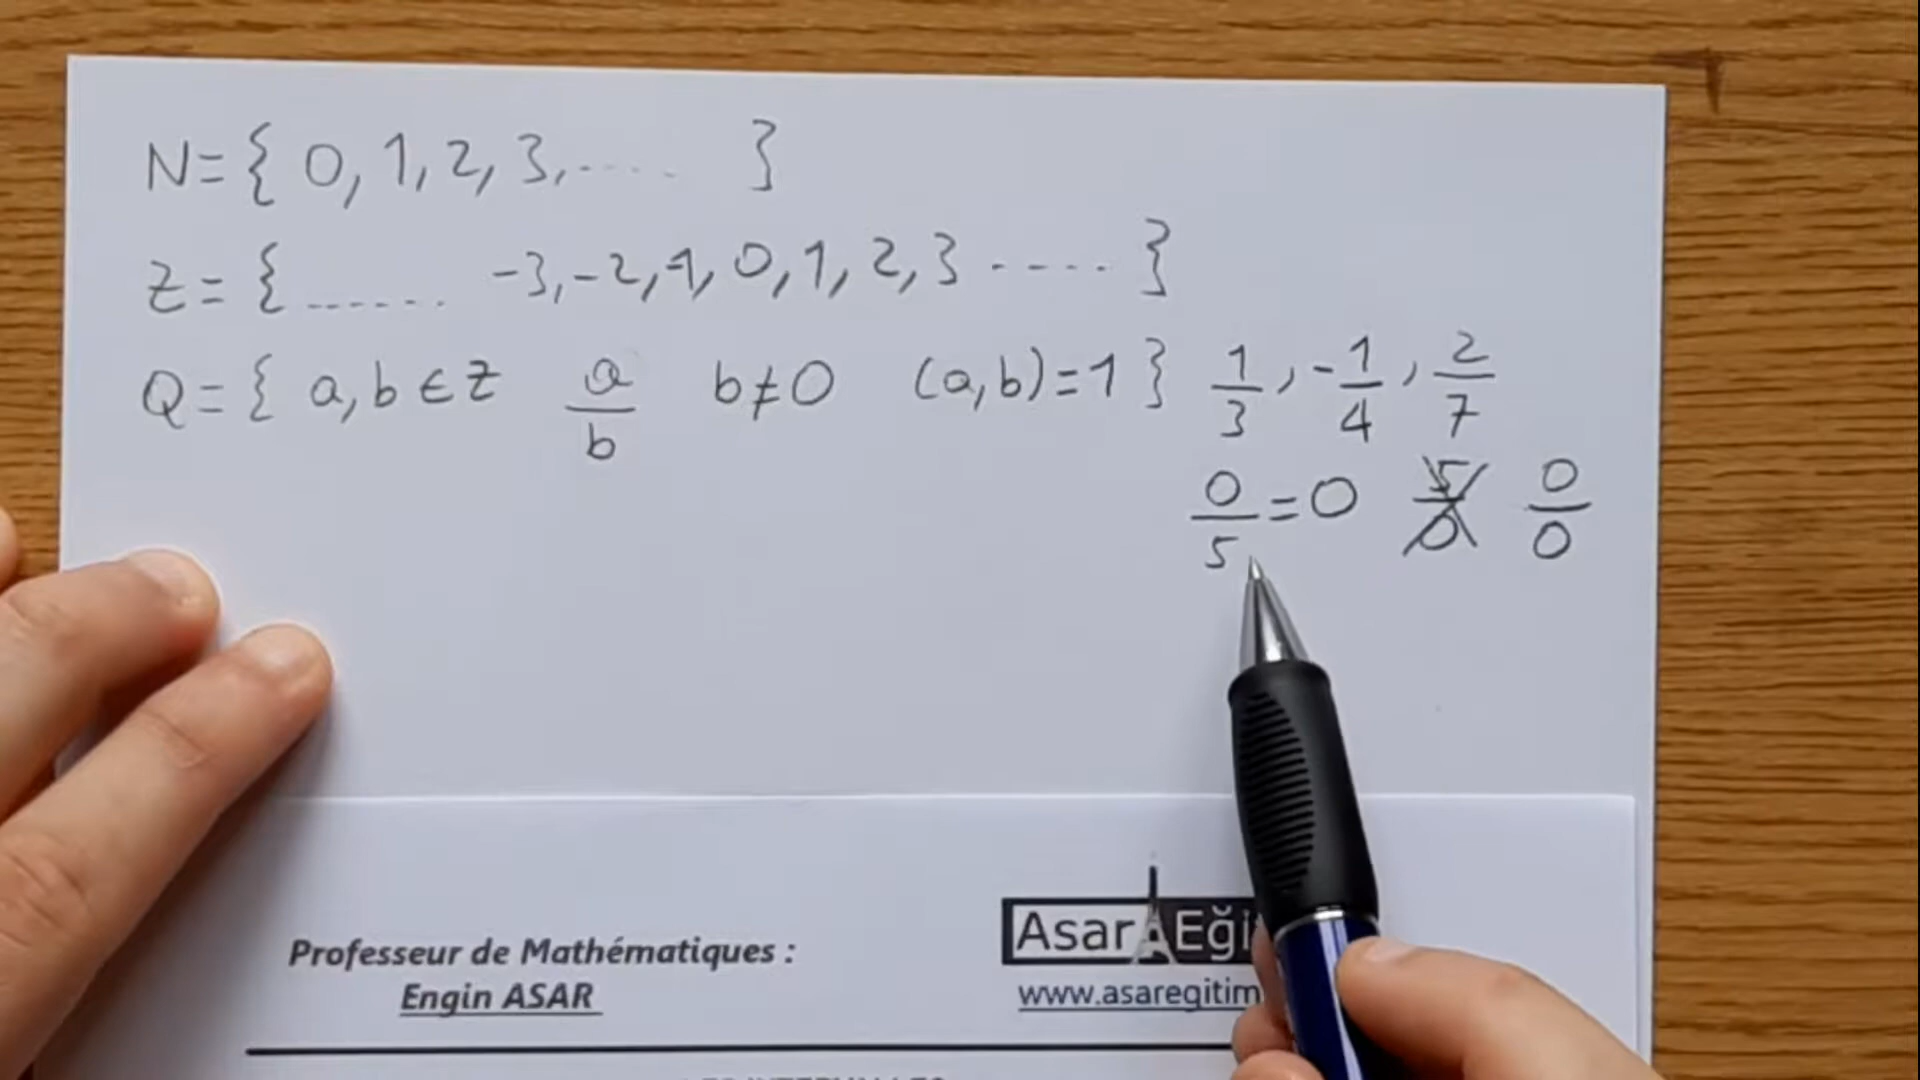 N = { 0, 1, 2, 3, ..... }
Z = { ...... -3, -2, -1, 0, 1, 2, 3 ..... }
Q = { a, b ∈ Z a/b b ≠ 0 (a,b) = 1 } 1/3, -1/4, 2/7
0/5 = 0 5/0 0/0
Professeur de Mathématiques :
Engin ASAR
Asar Eği
www.asaregitim